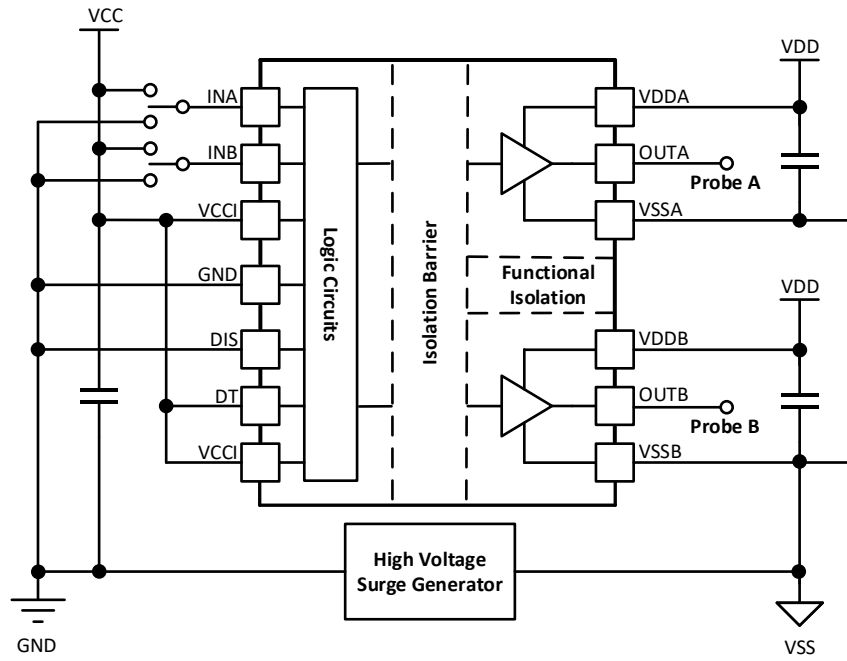 VCC
VDD
INA
VDDA
INB
OUTA
Probe A
VCCI
VSSA
Logic Circuits
Isolation Barrier
Functional
Isolation
GND
VDD
DIS
VDDB
DT
OUTB
Probe B
VCCI
VSSB
High Voltage
Surge Generator
GND
VSS